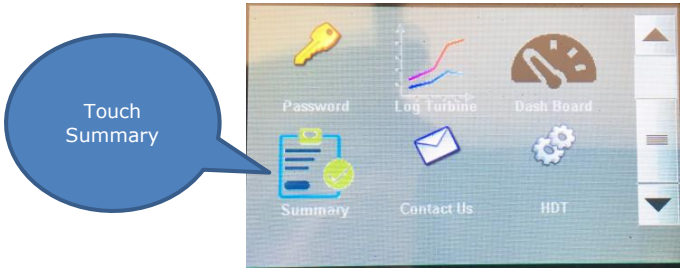 Touch
Summary
Password
Log Turbine
Dash Board
Summary
Contact Us
HDT